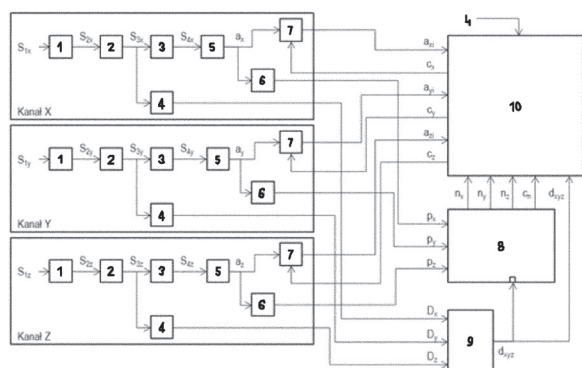 S1x 1 S2x 2 S3x 3 S4x 5 ax 7
6
4
Kanał X
S1y 1 S2y 2 S3y 3 S4y 5 ay 7
6
4
Kanał Y
S1z 1 S2z 2 S3z 3 S4z 5 az 7
6
4
Kanał Z
4
axi
cx
ayi
cy
azi
cz
10
nx ny nz cn dxyz
px
py
pz
8
Dx
Dy
Dz
9
dxyz